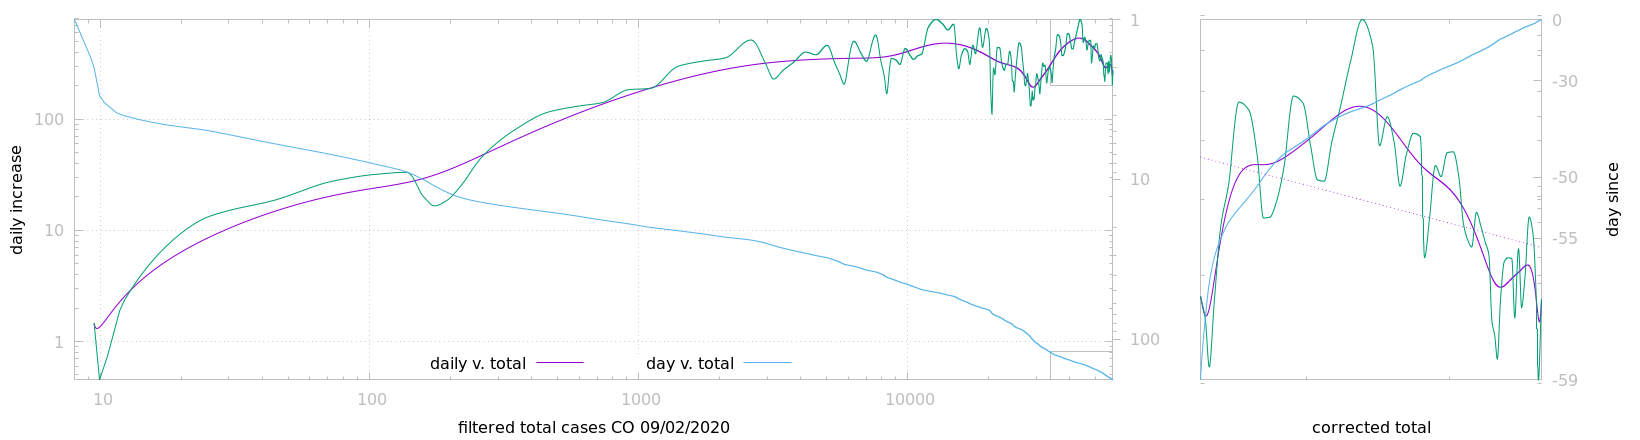 daily increase
100
10
1
10
100
1000
10000
daily v. total
day v. total
filtered total cases CO 09/02/2020
1
10
100
0
-30
-50
-55
-59
day since
corrected total